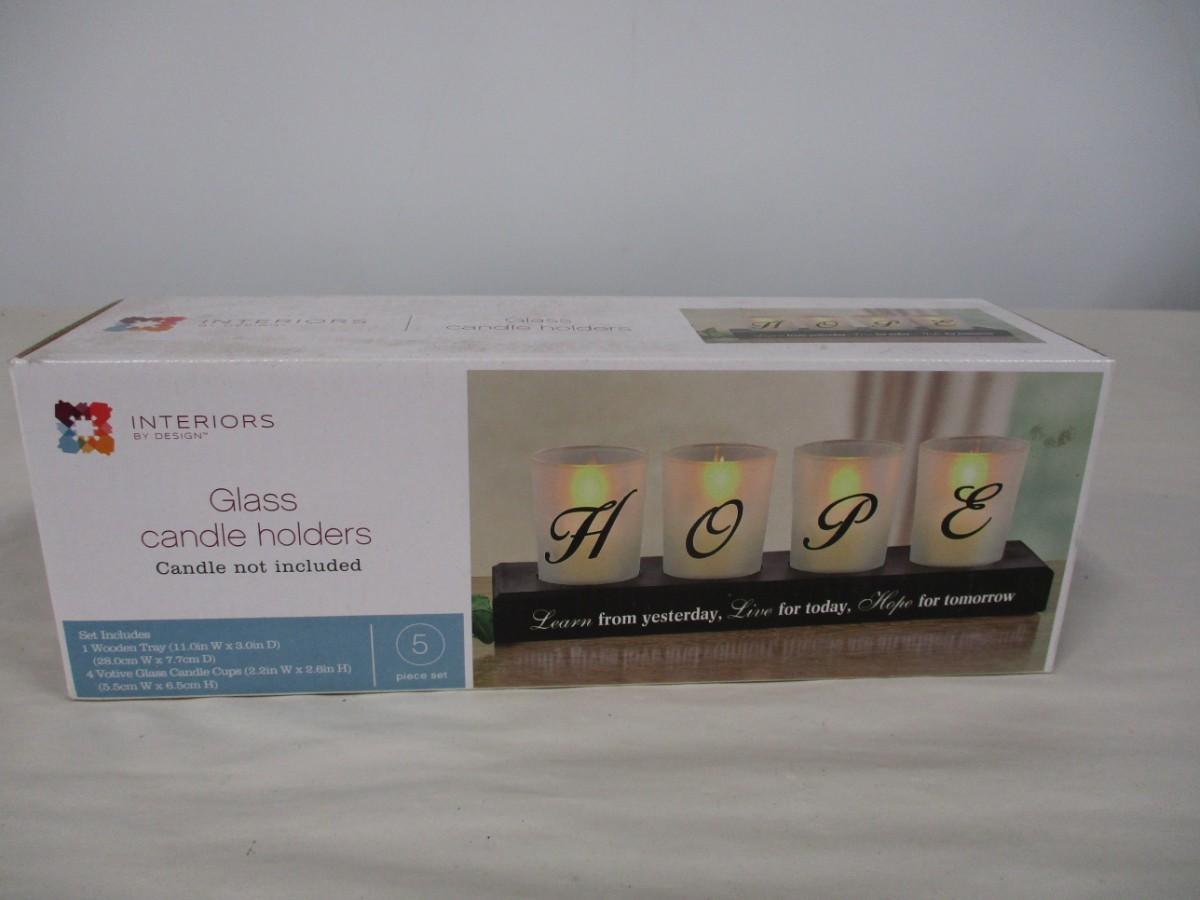 INTERIORS
Glass
candle holders
H O P E
INTERIORS
BY DESIGN™
Glass
candle holders
Candle not included
Set Includes
1 Wooden Tray (11.0in W x 3.0in D)
(28.0cm W x 7.7cm D)
4 Votive Glass Candle Cups (2.2in W x 2.6in H)
(5.5cm W x 6.5cm H)
5
piece set
H O P E
Learn from yesterday, Live for today, Hope for tomorrow